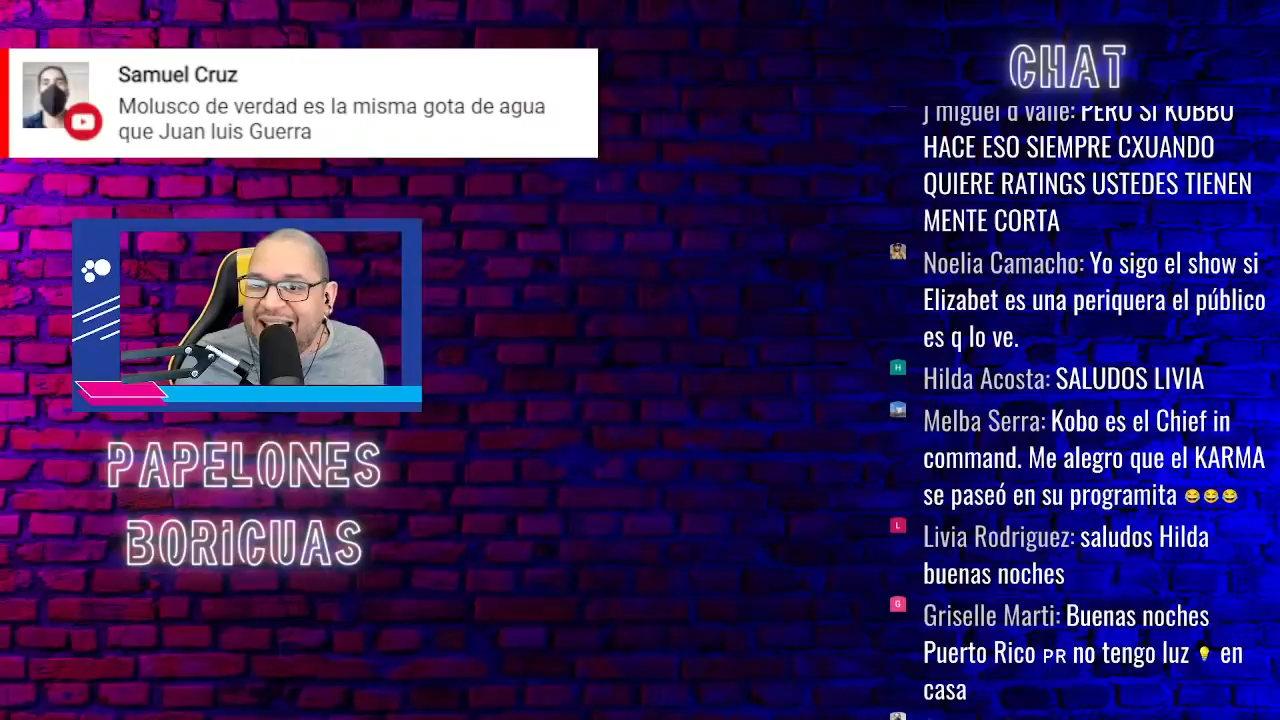 Samuel Cruz
Molusco de verdad es la misma gota de agua
que Juan luis Guerra
PAPELONES
BORICUAS
CHAT
j miguel d valle: PERO SI KOBBO
HACE ESO SIEMPRE CXUANDO
QUIERE RATINGS USTEDES TIENEN
MENTE CORTA
Noelia Camacho: Yo sigo el show si
Elizabet es una periquera el público
es q lo ve.
H
Hilda Acosta: SALUDOS LIVIA
Melba Serra: Kobo es el Chief in
command. Me alegro que el KARMA
se paseó en su programita 😂😂😂
L
Livia Rodriguez: saludos Hilda
buenas noches
G
Griselle Marti: Buenas noches
Puerto Rico PR no tengo luz 💡 en
casa